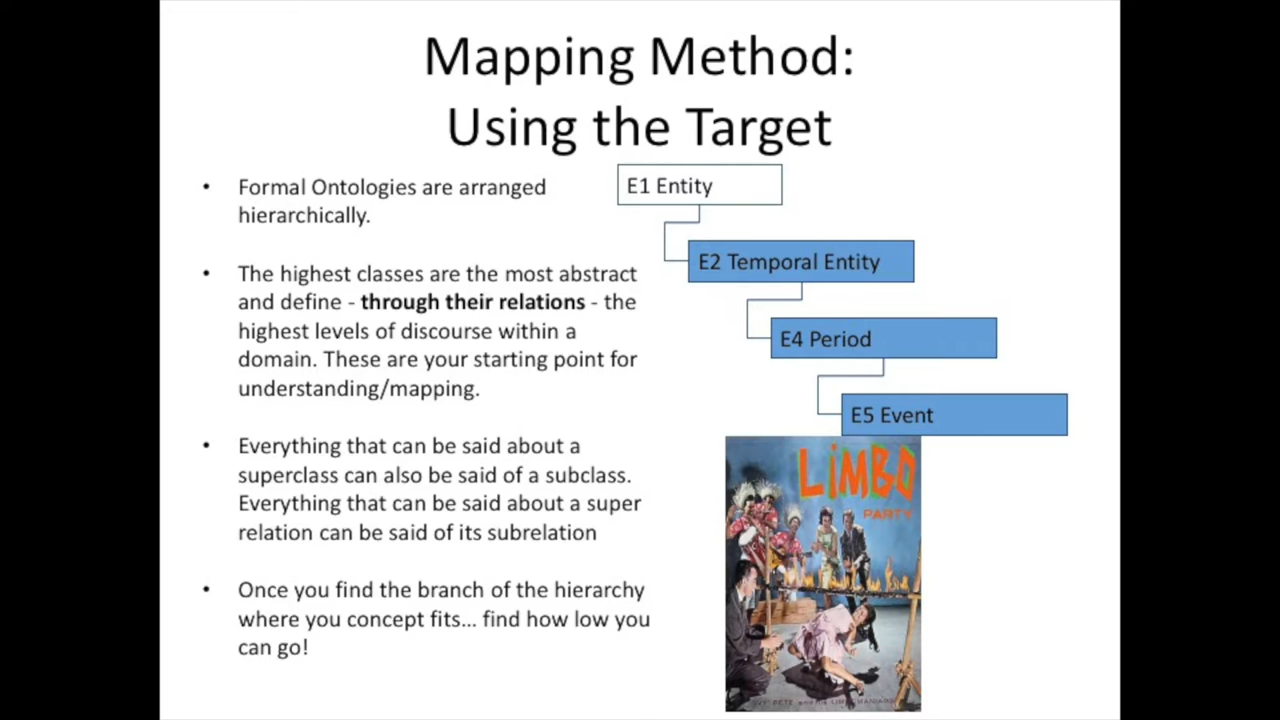 Mapping Method:
Using the Target
• Formal Ontologies are arranged
hierarchically.
• The highest classes are the most abstract
and define - through their relations - the
highest levels of discourse within a
domain. These are your starting point for
understanding/mapping.
• Everything that can be said about a
superclass can also be said of a subclass.
Everything that can be said about a super
relation can be said of its subrelation
• Once you find the branch of the hierarchy
where you concept fits... find how low you
can go!
E1 Entity
E2 Temporal Entity
E4 Period
E5 Event
LiMBO
PARTY